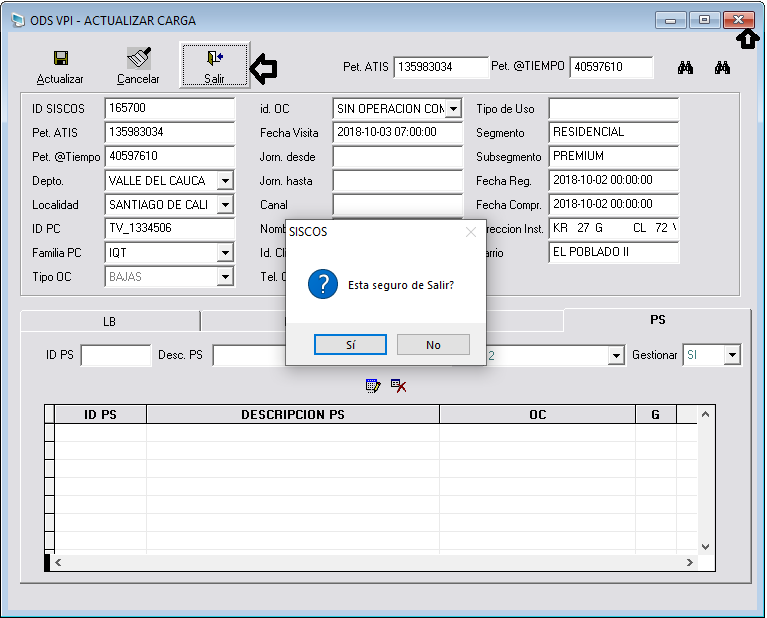 ODS VPI - ACTUALIZAR CARGA
Actualizar Cancelar Salir Pet. ATIS 135983034 Pet. @TIEMPO 40597610
ID SISCOS 165700 id. OC SIN OPERACION COM Tipo de Uso
Pet. ATIS 135983034 Fecha Visita 2018-10-03 07:00:00 Segmento RESIDENCIAL
Pet. @Tiempo 40597610 Jorn. desde Subsegmento PREMIUM
Depto. VALLE DEL CAUCA Jorn. hasta Fecha Reg. 2018-10-02 00:00:00
Localidad SANTIAGO DE CALI Canal Fecha Compr. 2018-10-02 00:00:00
ID PC TV_1334506 Nomb ireccion Inst. KR 27 G CL 72
Familia PC IQT Id. Cli arrio EL POBLADO II
Tipo OC BAJAS Tel. C
SISCOS
Esta seguro de Salir?
Sí No
LB PS
ID PS Desc. PS 2 Gestionar SI
ID PS DESCRIPCION PS OC G